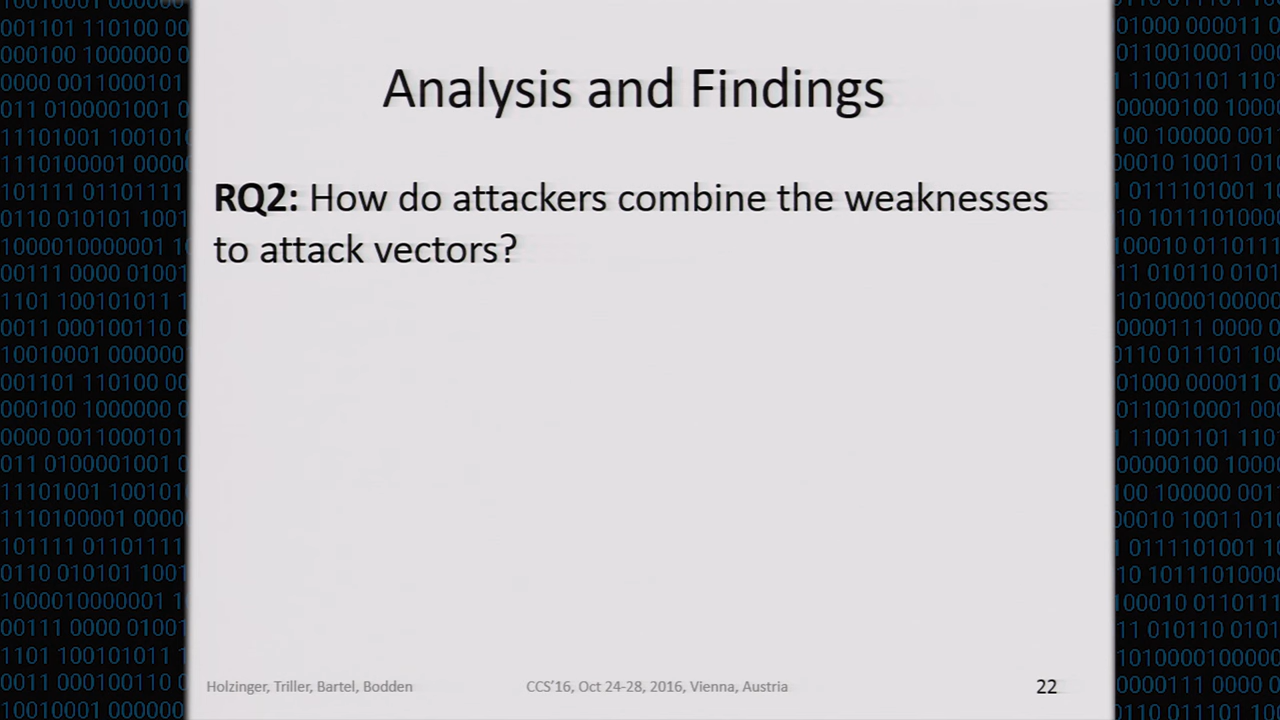 Analysis and Findings
RQ2: How do attackers combine the weaknesses
to attack vectors?
Holzinger, Triller, Bartel, Bodden CCS'16, Oct 24-28, 2016, Vienna, Austria 22